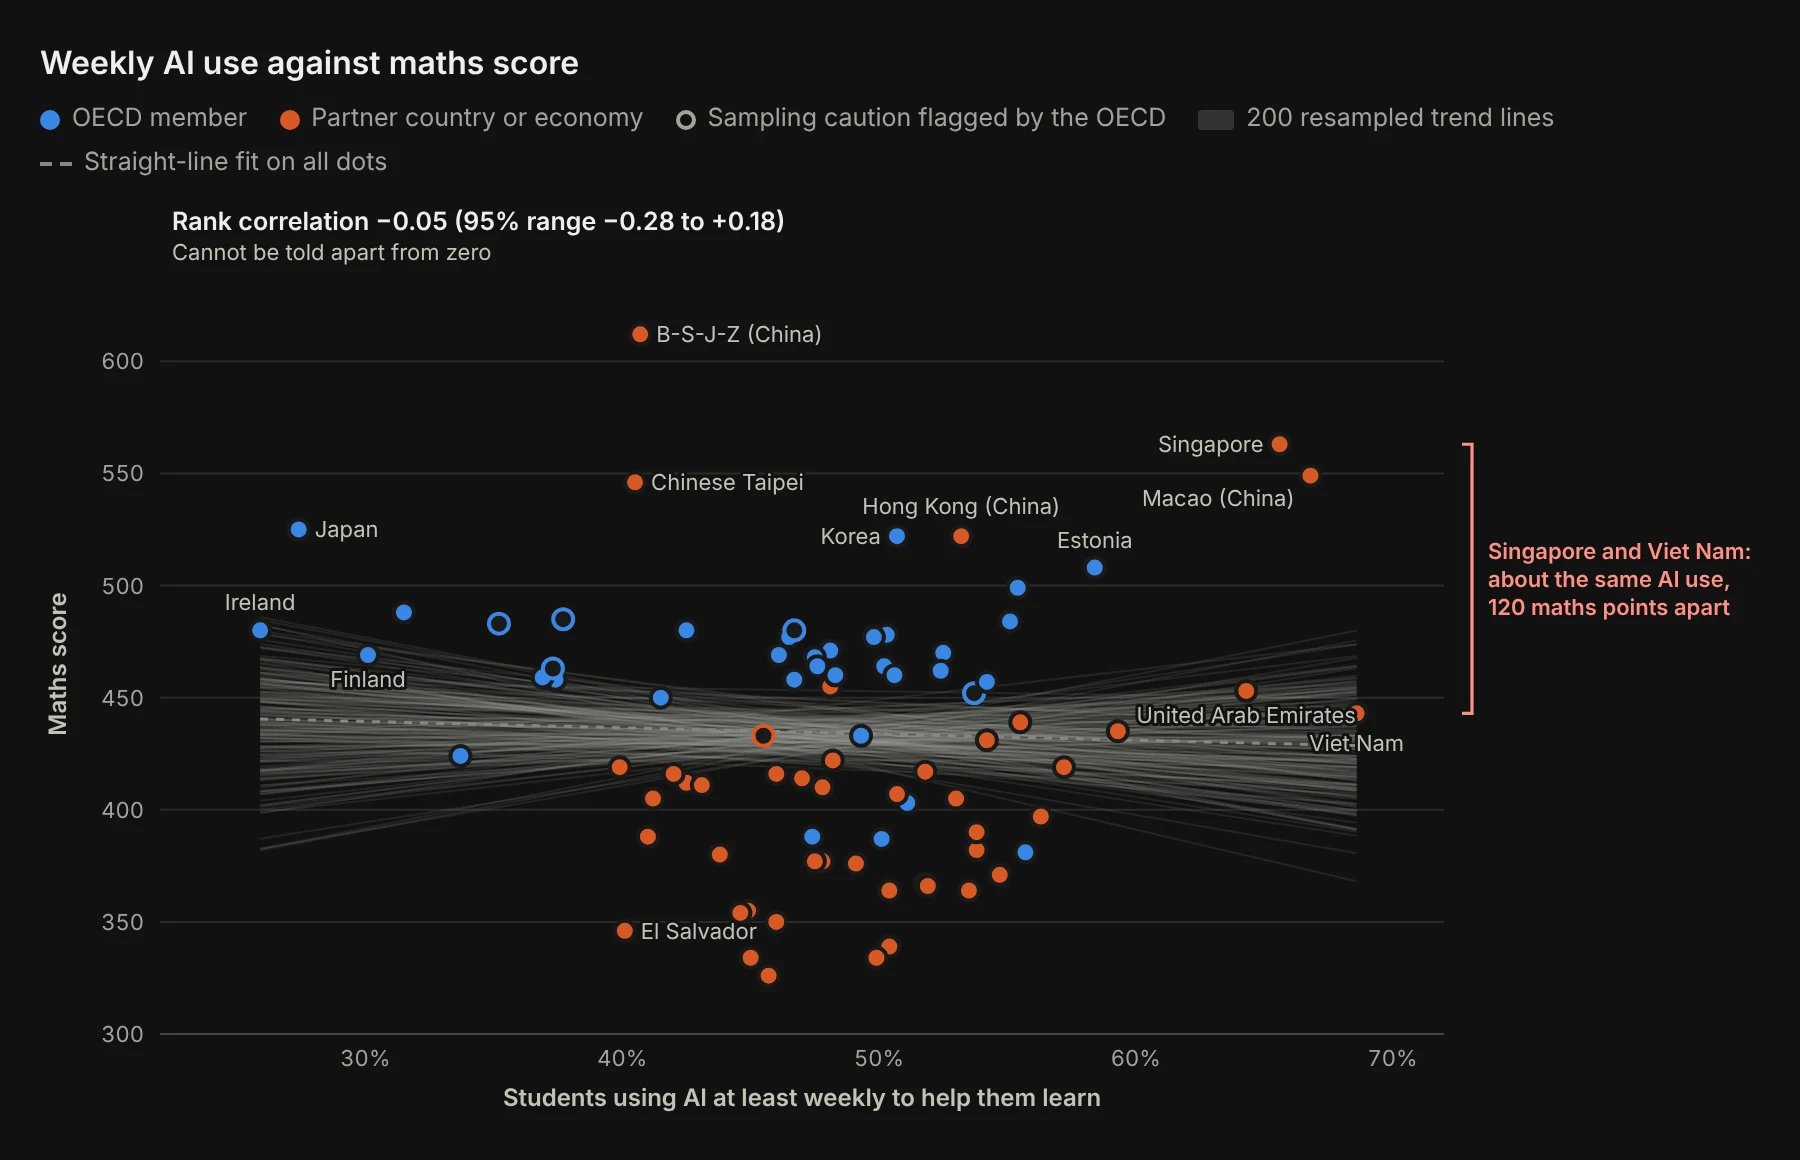 Weekly AI use against maths score
OECD member
Partner country or economy
Sampling caution flagged by the OECD
200 resampled trend lines
Straight-line fit on all dots
Rank correlation −0.05 (95% range −0.28 to +0.18)
Cannot be told apart from zero
B-S-J-Z (China)
600
Singapore
550
Chinese Taipei
Macao (China)
Hong Kong (China)
Japan
Korea
Estonia
Singapore and Viet Nam:
about the same AI use,
120 maths points apart
500
Ireland
Maths score
Finland
450
United Arab Emirates
Viet Nam
400
350
El Salvador
300
30%
40%
50%
60%
70%
Students using AI at least weekly to help them learn